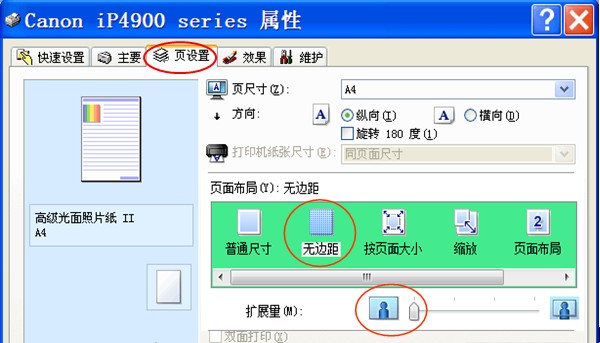 Canon iP4900 series 属性
快速设置 主要 页设置 效果 维护
页尺寸(Z): A4
方向: A 纵向(I) A 横向(D)
旋转 180 度(1)
打印机纸张尺寸(E): 同页面尺寸
页面布局(Y): 无边距
普通尺寸 无边距 按页面大小 缩放 2 页面布局
高级光面照片纸 II
A4
扩展量(M):
双面打印(X)